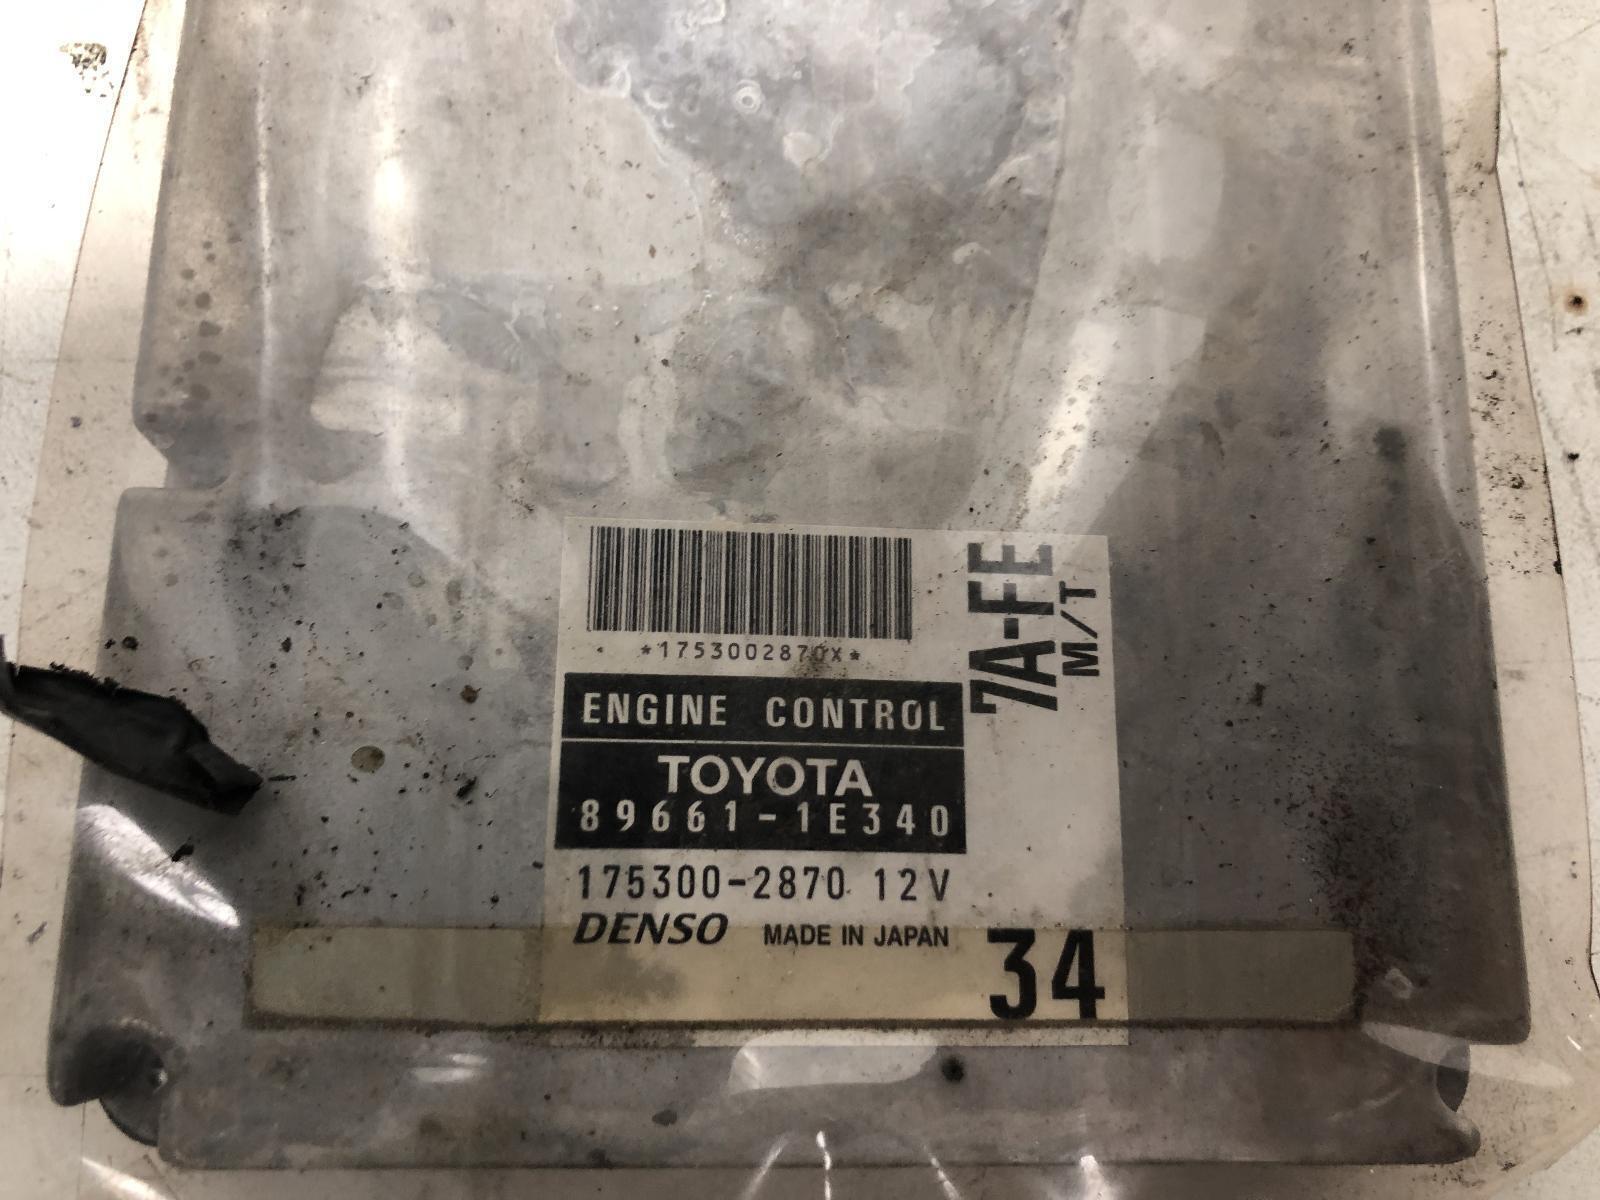 *1753002870X*
7A-FE
M/T
ENGINE CONTROL
TOYOTA
89661-1E340
175300-2870 12V
DENSO MADE IN JAPAN
34